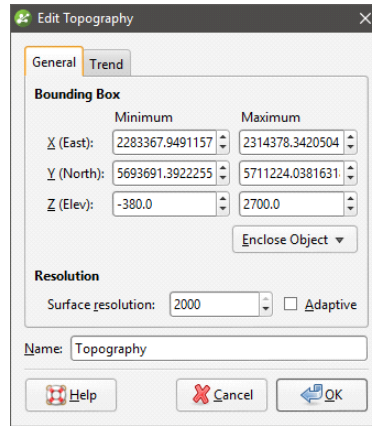 Edit Topography
General Trend
Bounding Box
Minimum Maximum
X (East): 2283367.9491157 2314378.3420504
Y (North): 5693691.3922255 5711224.0381631
Z (Elev): -380.0 2700.0
Enclose Object
Resolution
Surface resolution: 2000 Adaptive
Name: Topography
Help Cancel OK